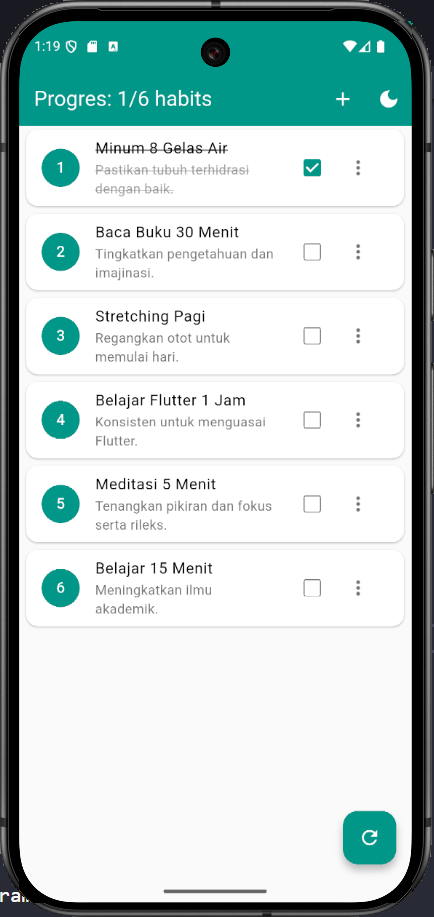 1:19
Progres: 1/6 habits
1
Minum 8 Gelas Air
Pastikan tubuh terhidrasi
dengan baik.
2
Baca Buku 30 Menit
Tingkatkan pengetahuan dan
imajinasi.
3
Stretching Pagi
Regangkan otot untuk
memulai hari.
4
Belajar Flutter 1 Jam
Konsisten untuk menguasai
Flutter.
5
Meditasi 5 Menit
Tenangkan pikiran dan fokus
serta rileks.
6
Belajar 15 Menit
Meningkatkan ilmu
akademik.